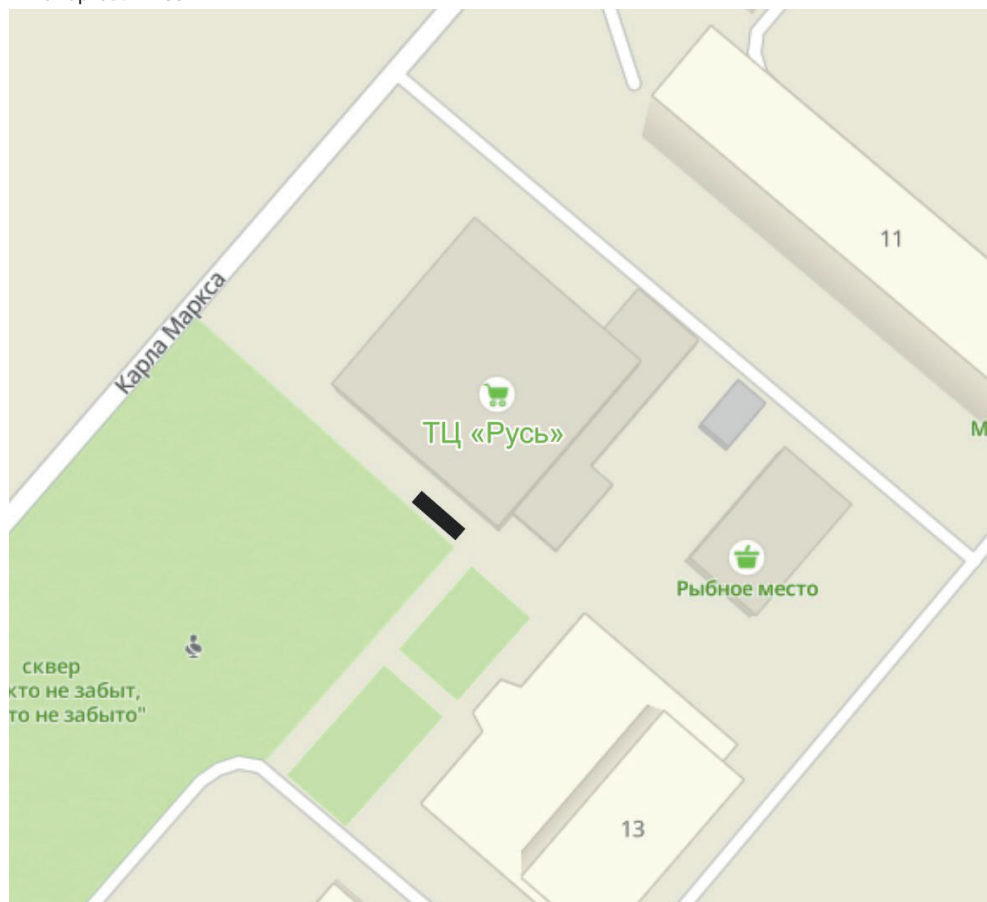 11
Карла Маркса
ТЦ «Русь»
М
Рыбное место
сквер
кто не забыт,
то не забыто"
13